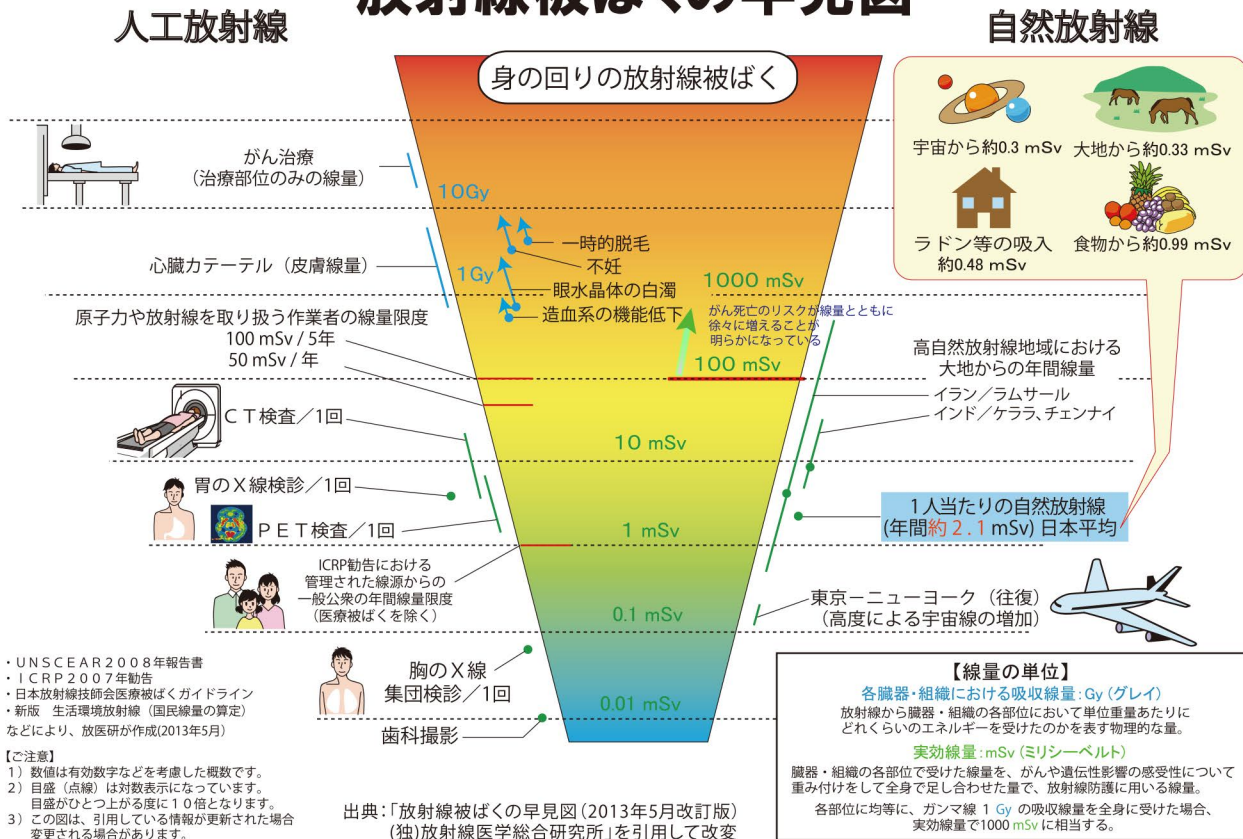 放射線被ばくの早見図
人工放射線
自然放射線
身の回りの放射線被ばく
宇宙から約0.3 mSv
大地から約0.33 mSv
ラドン等の吸入
約0.48 mSv
食物から約0.99 mSv
がん治療
(治療部位のみの線量)
10Gy
一時的脱毛
不妊
心臓カテーテル(皮膚線量)
1Gy
眼水晶体の白濁
造血系の機能低下
1000 mSv
がん死亡のリスクが線量とともに
徐々に増えることが
明らかになっている
原子力や放射線を取り扱う作業者の線量限度
100 mSv / 5年
50 mSv / 年
100 mSv
高自然放射線地域における
大地からの年間線量
イラン/ラムサール
インド/ケララ、チェンナイ
CT検査/1回
10 mSv
胃のX線検診/1回
PET検査/1回
1 mSv
1人当たりの自然放射線
(年間約2.1mSv) 日本平均
ICRP勧告における
管理された線源からの
一般公衆の年間線量限度
(医療被ばくを除く)
0.1 mSv
東京－ニューヨーク(往復)
(高度による宇宙線の増加)
胸のX線
集団検診/1回
0.01 mSv
歯科撮影
・UNSCEAR2008年報告書
・ICRP2007年勧告
・日本放射線技師会医療被ばくガイドライン
・新版 生活環境放射線(国民線量の算定)
などにより、放医研が作成(2013年5月)
【ご注意】
1)数値は有効数字などを考慮した概数です。
2)目盛(点線)は対数表示になっています。
目盛がひとつ上がる度に10倍となります。
3)この図は、引用している情報が更新された場合
変更される場合があります。
出典:「放射線被ばくの早見図(2013年5月改訂版)
(独)放射線医学総合研究所」を引用して改変
【線量の単位】
各臓器・組織における吸収線量:Gy(グレイ)
放射線から臓器・組織の各部位において単位重量あたりに
どれくらいのエネルギーを受けたのかを表す物理的な量。
実効線量:mSv(ミリシーベルト)
臓器・組織の各部位で受けた線量を、がんや遺伝性影響の感受性について
重み付けをして全身で足し合わせた量で、放射線防護に用いる線量。
各部位に均等に、ガンマ線 1 Gy の吸収線量を全身に受けた場合、
実効線量で1000 mSvに相当する。